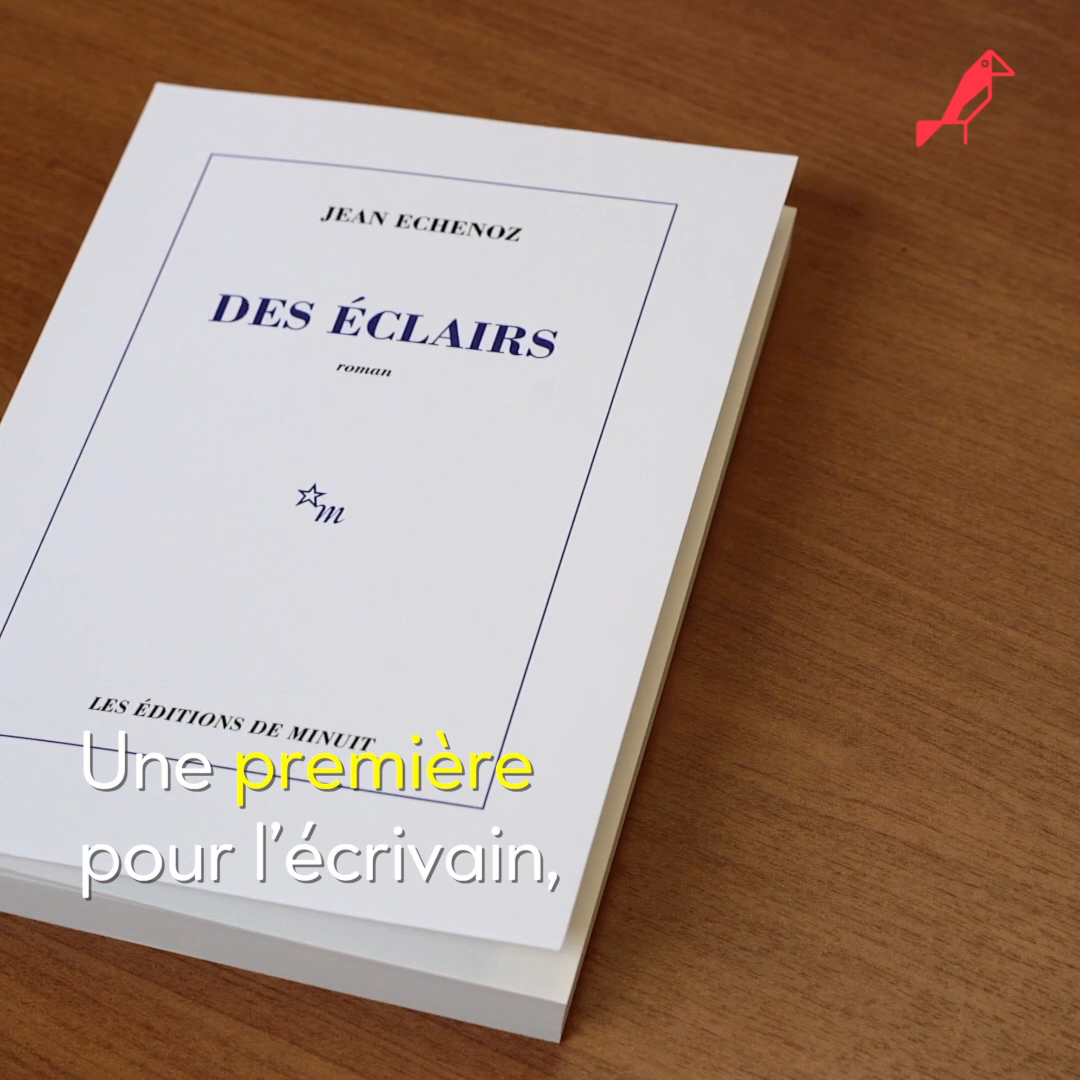 JEAN ECHENOZ
DES ÉCLAIRS
roman
m
LES ÉDITIONS DE MINUIT
Une première
pour l’écrivain,